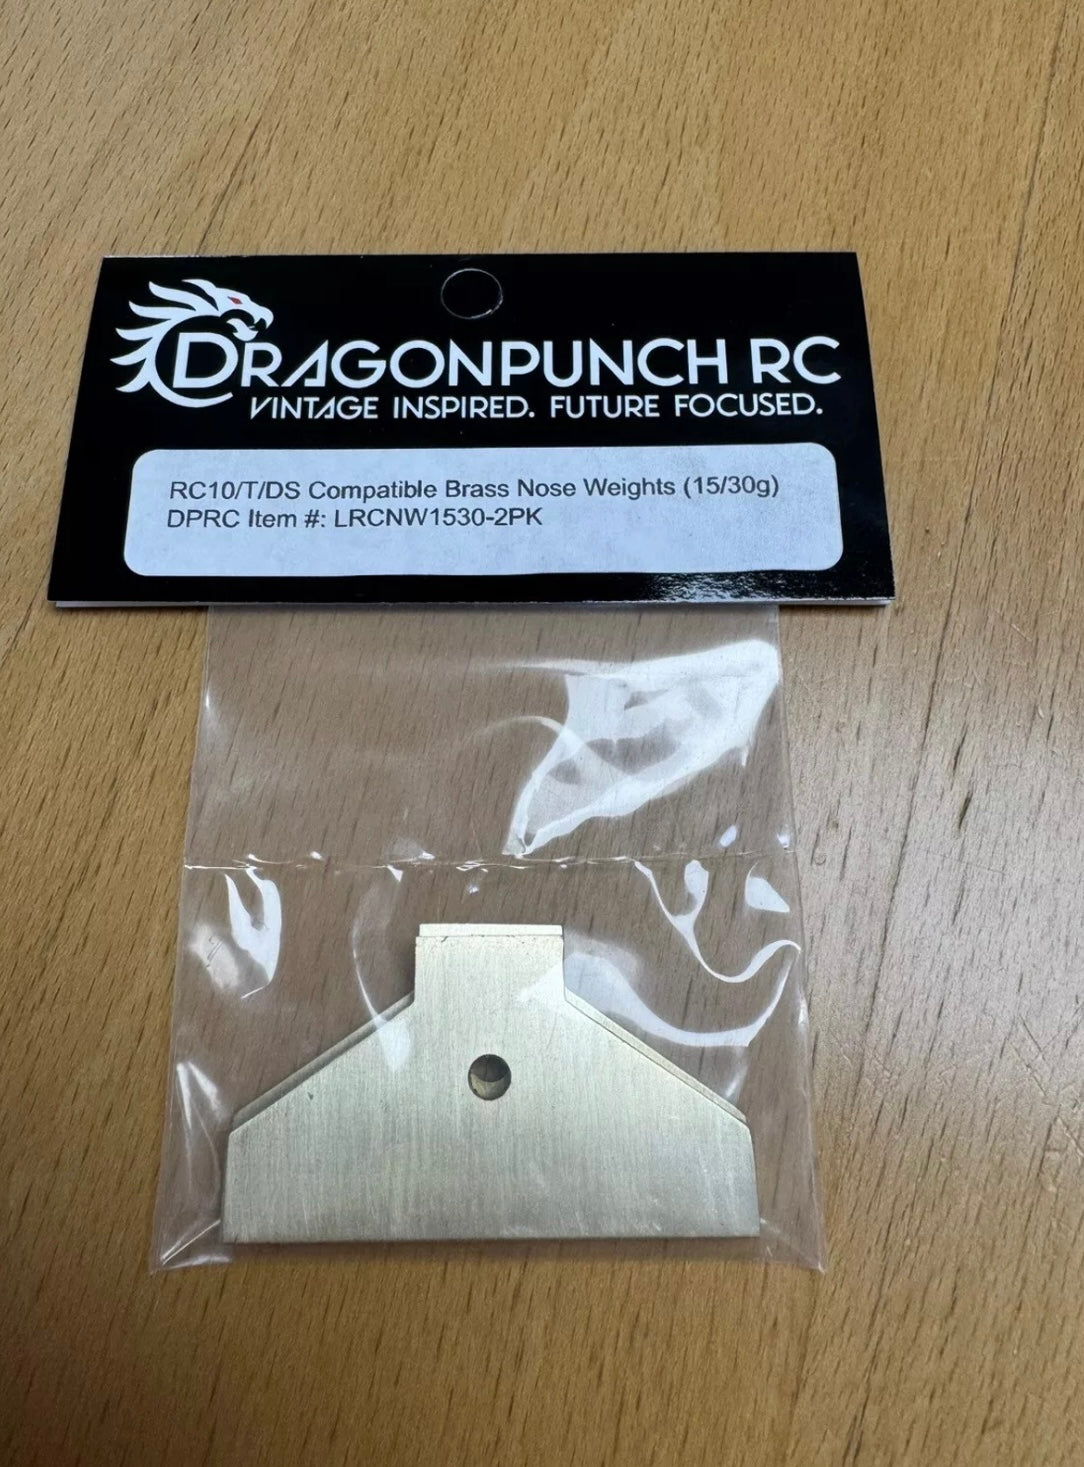 DRAGONPUNCH RC
VINTAGE INSPIRED. FUTURE FOCUSED.
RC10/T/DS Compatible Brass Nose Weights (15/30g)
DPRC Item #: LRCNW1530-2PK